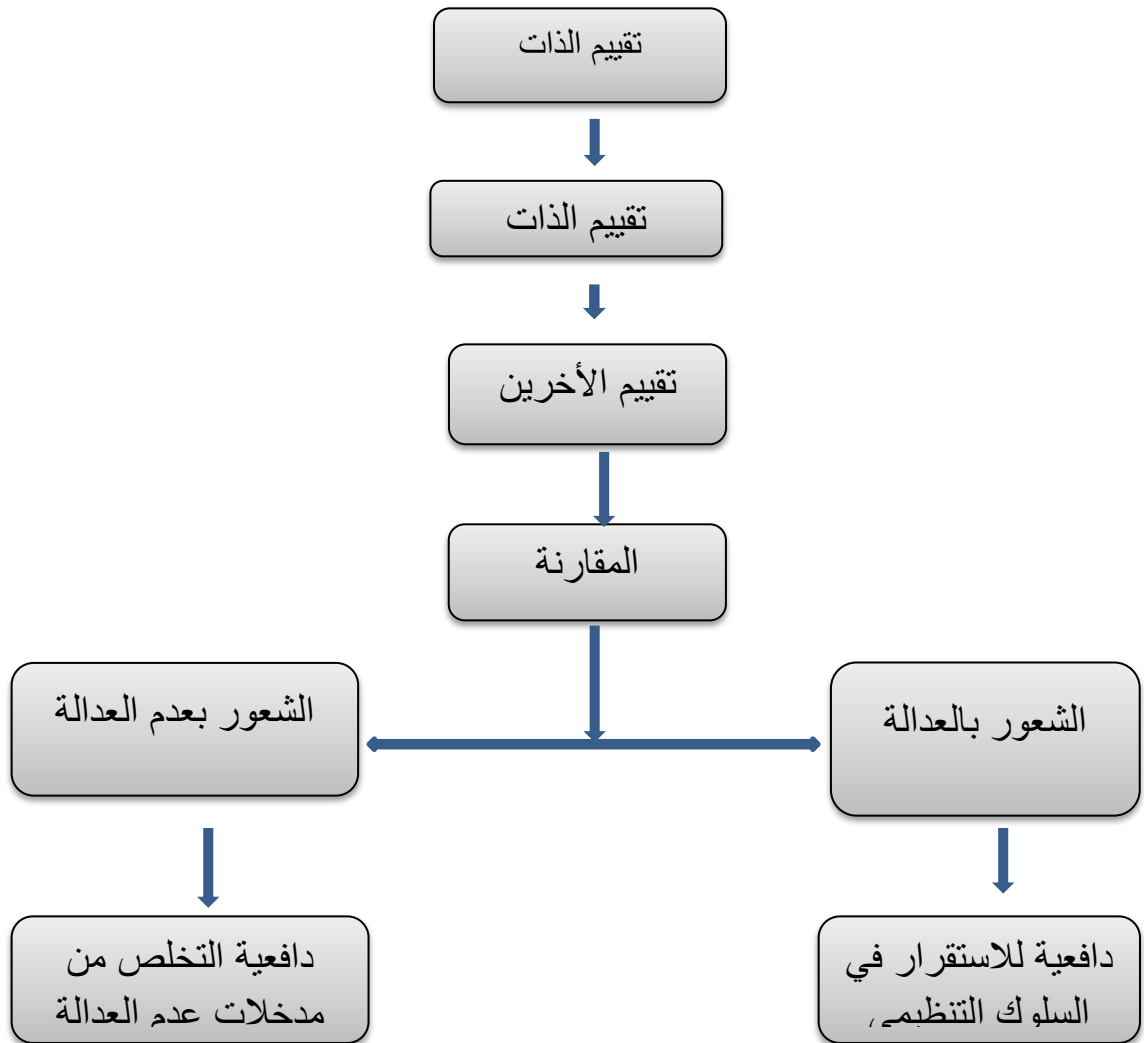 تقييم الذات
تقييم الذات
تقييم الأخرين
المقارنة
الشعور بالعدالة
الشعور بعدم العدالة
دافعية للاستقرار في
السلوك التنظيمي
دافعية التخلص من
مدخلات عدم العدالة